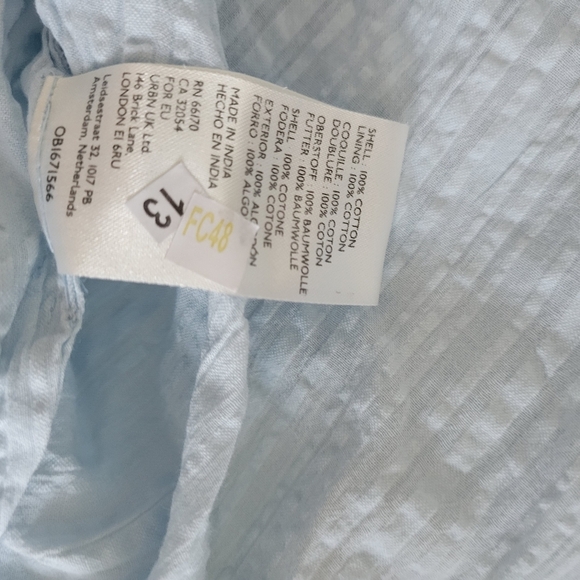 SHELL : 100% COTTON
LINING : 100% COTTON
COQUILLE : 100% COTON
DOUBLURE : 100% COTON
OBERSTOFF : 100% BAUMWOLLE
FUTTER : 100% BAUMWOLLE
SHELL : 100% COTONE
FODERA : 100% COTONE
EXTERIOR : 100%
FORRO : 100%
MADE IN INDIA
HECHO EN INDIA
RN 66170
CA 32054
FOR EU
URBN UK Ltd
146 Brick Lane
LONDON E1 6RU
Leidsestraat 32, 1017 PB
Amsterdam, Netherlands
OB1671566
13
FC48